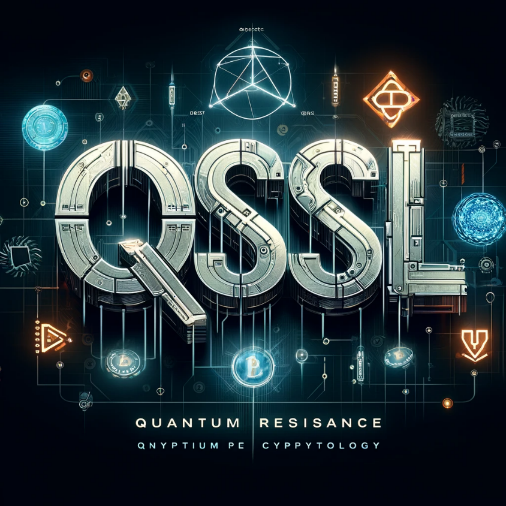 QSSL
QUANTUM RESISANCE
QNYPTIUM PE CYPPYTOLOGY